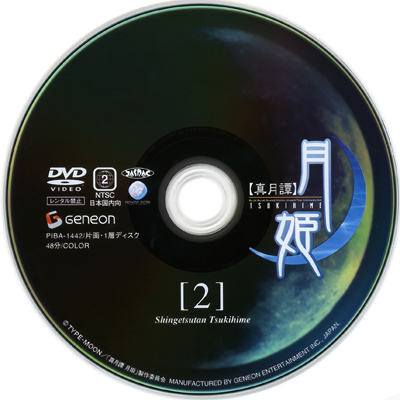 DVD
VIDEO
2
NTSC
日本国内向
JASRAC
レンタル禁止
GENEON
PIBA-1442/片面・1層ディスク
48分/COLOR
【真月譚】
TSUKIHIME
月姫
[2]
Shingetsutan Tsukihime
©TYPE-MOON/「真月譚 月姫」製作委員会 MANUFACTURED BY GENEON ENTERTAINMENT INC., JAPAN.